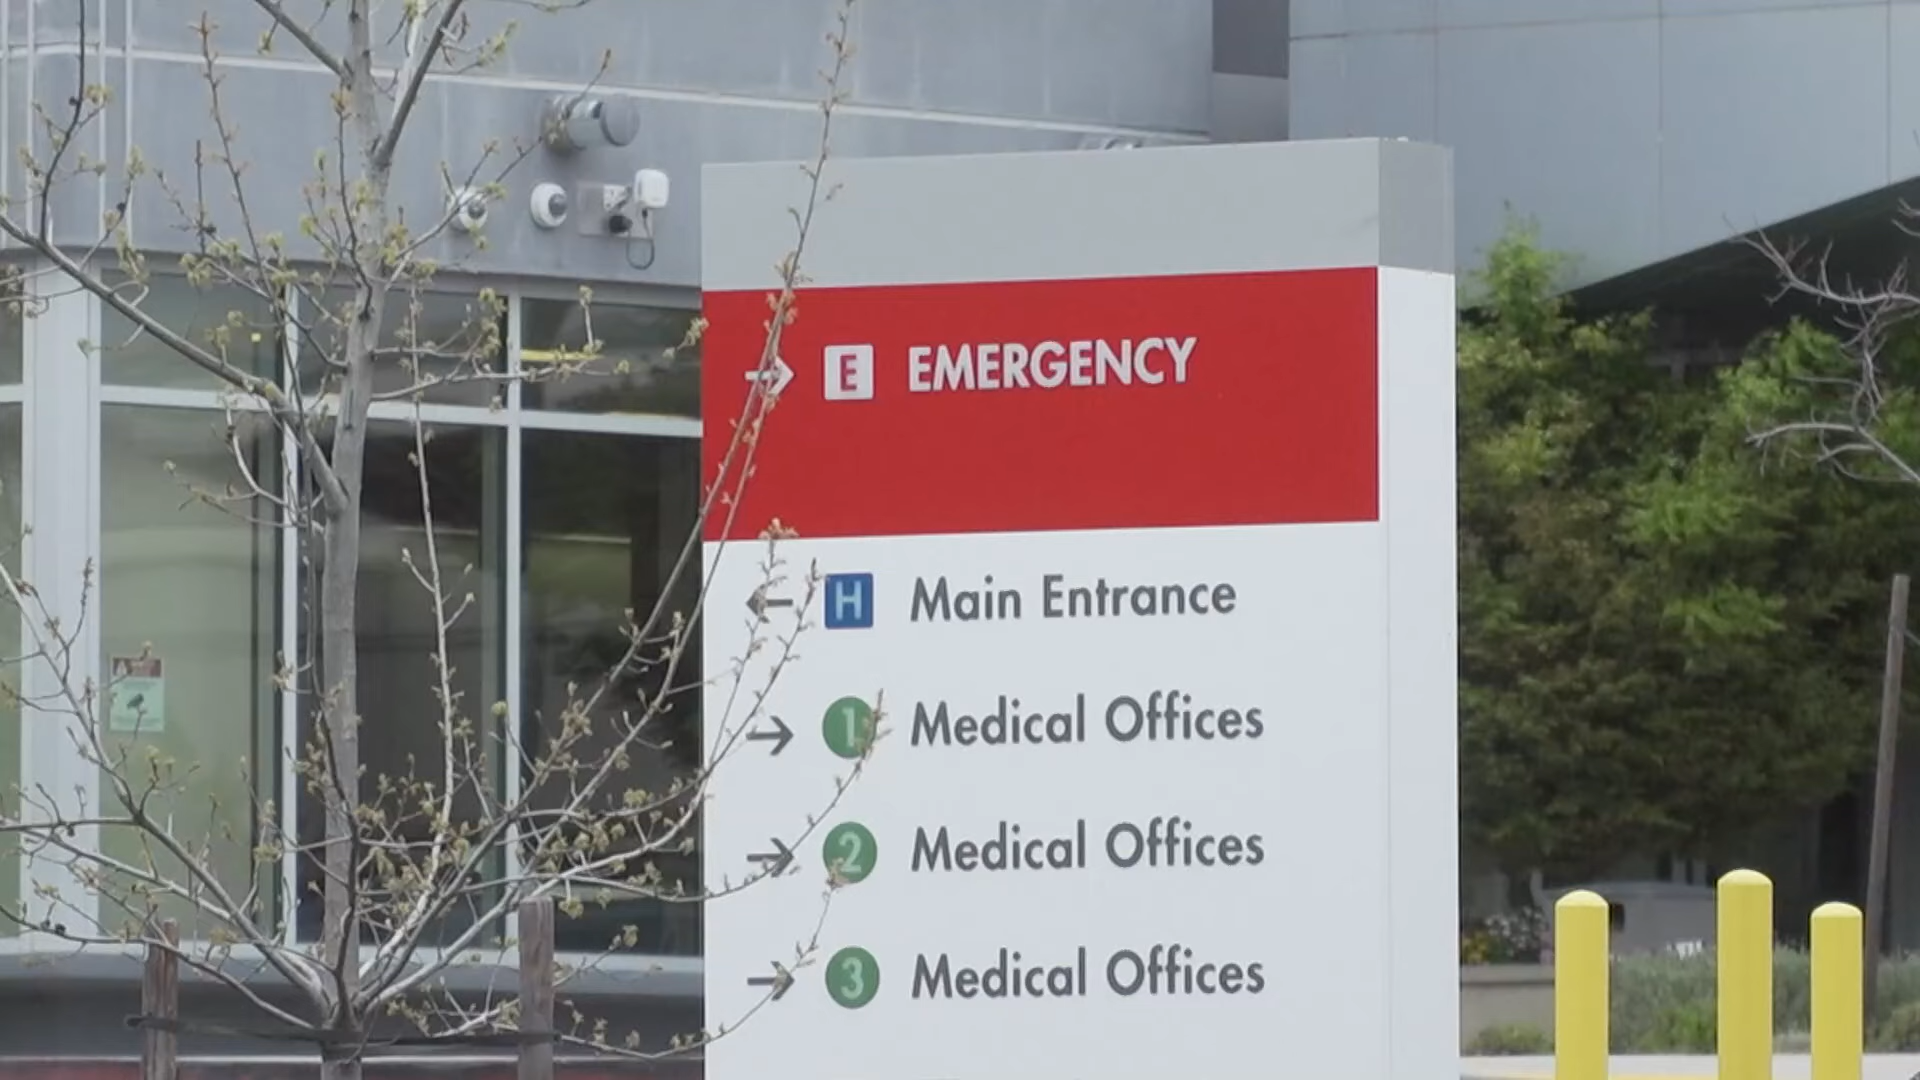 → E EMERGENCY
← H Main Entrance
→ 1 Medical Offices
→ 2 Medical Offices
→ 3 Medical Offices